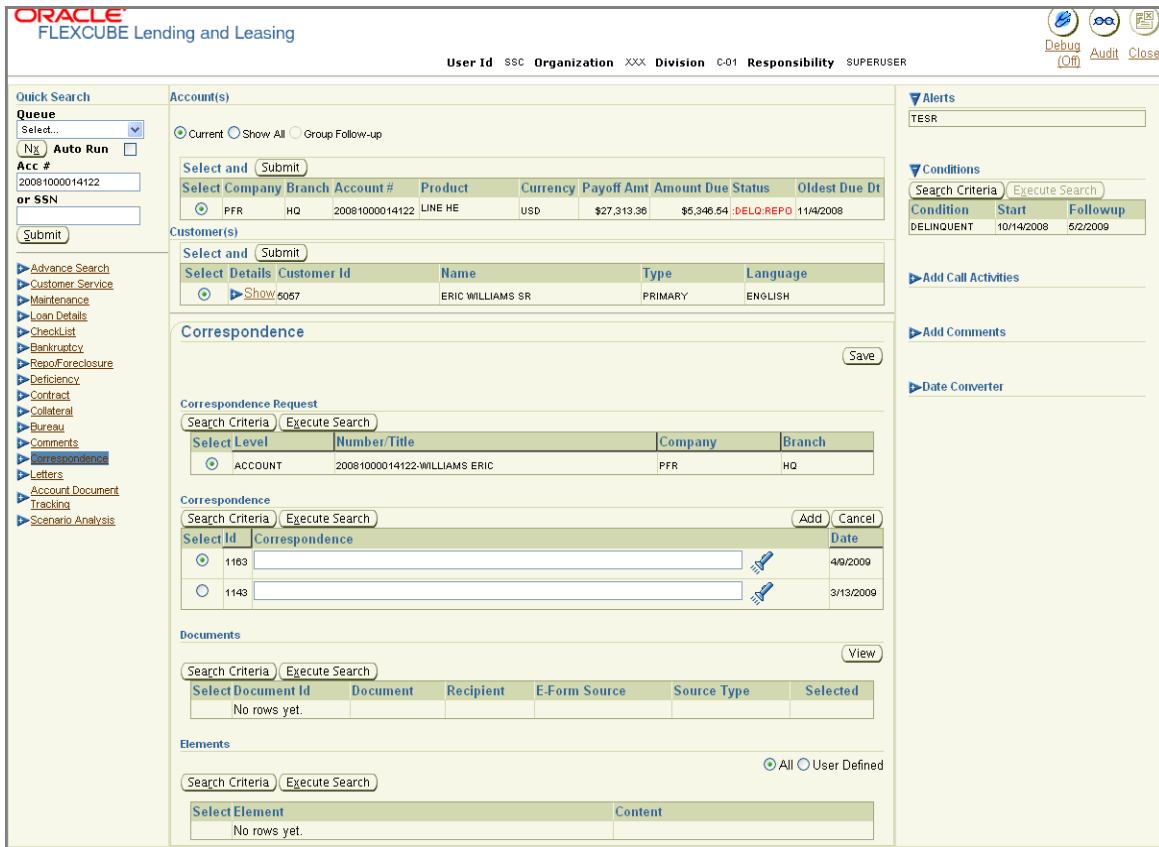 ORACLE
FLEXCUBE Lending and Leasing
Debug (Off) Audit Close
User Id SSC Organization XXX Division C-01 Responsibility SUPERUSER
Quick Search
Queue
Select...
Nx Auto Run
Acc #
20081000014122
or SSN
Submit
Advance Search
Customer Service
Maintenance
Loan Details
CheckList
Bankruptcy
Repo/Foreclosure
Deficiency
Contract
Collateral
Bureau
Comments
Correspondence
Letters
Account Document
Tracking
Scenario Analysis
Account(s)
Current Show All Group Follow-up
Select and Submit
Select Company Branch Account # Product Currency Payoff Amt Amount Due Status Oldest Due Dt
PFR HQ 20081000014122 LINE HE USD $27,313.36 $5,346.54 :DELQ:REPO 11/4/2008
Customer(s)
Select and Submit
Select Details Customer Id Name Type Language
Show 5057 ERIC WILLIAMS SR PRIMARY ENGLISH
Correspondence
Save
Correspondence Request
Search Criteria Execute Search
Select Level Number/Title Company Branch
ACCOUNT 20081000014122-WILLIAMS ERIC PFR HQ
Correspondence
Search Criteria Execute Search Add Cancel
Select Id Correspondence Date
1163 4/9/2009
1143 3/13/2009
Documents
View
Search Criteria Execute Search
Select Document Id Document Recipient E-Form Source Source Type Selected
No rows yet.
Elements
All User Defined
Search Criteria Execute Search
Select Element Content
No rows yet.
Alerts
TESR
Conditions
Search Criteria Execute Search
Condition Start Followup
DELINQUENT 10/14/2008 5/2/2009
Add Call Activities
Add Comments
Date Converter